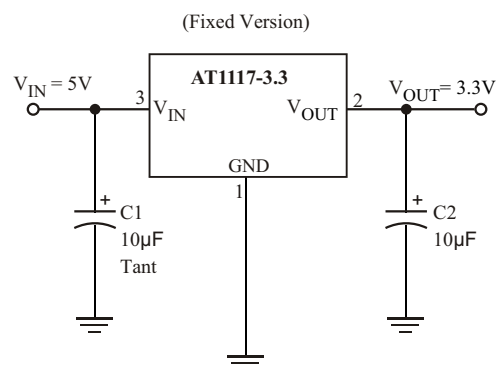 (Fixed Version)
AT1117-3.3
V_IN = 5V
3
V_IN
V_OUT
2
V_OUT= 3.3V
GND
1
+
C1
10µF
Tant
+
C2
10µF